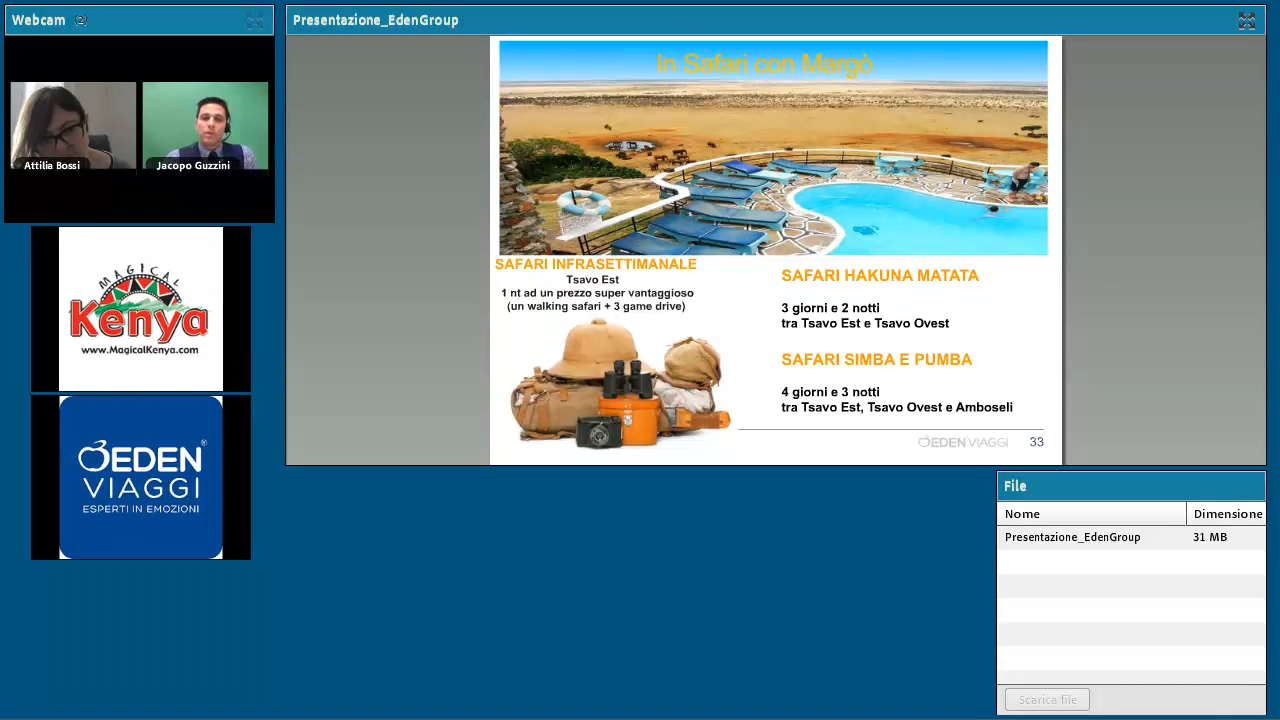 Webcam (2)
Presentazione_EdenGroup
Attilia Bossi
Jacopo Guzzini
MAGICAL
Kenya
www.MagicalKenya.com
EDEN®
VIAGGI
ESPERTI IN EMOZIONI
In Safari con Margò
SAFARI INFRASETTIMANALE
Tsavo Est
1 nt ad un prezzo super vantaggioso
(un walking safari + 3 game drive)
SAFARI HAKUNA MATATA
3 giorni e 2 notti
tra Tsavo Est e Tsavo Ovest
SAFARI SIMBA E PUMBA
4 giorni e 3 notti
tra Tsavo Est, Tsavo Ovest e Amboseli
EDENVIAGGI 33
File
Nome Dimensione
Presentazione_EdenGroup 31 MB
Scarica file